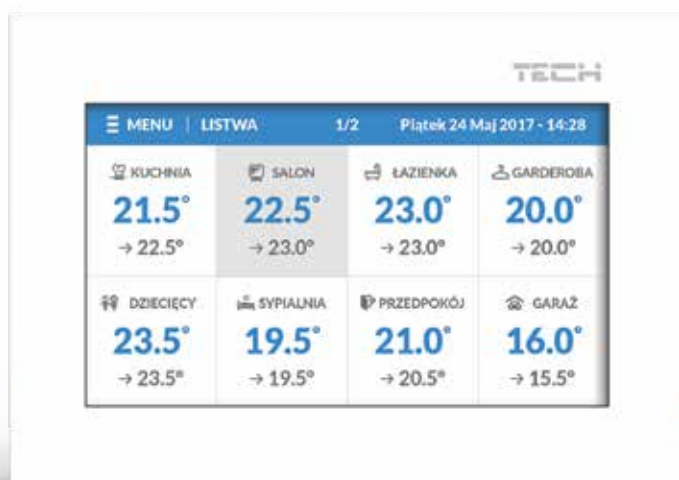 TECH
MENU | LISTWA 1/2 Piątek 24 Maj 2017 - 14:28
KUCHNIA SALON ŁAZIENKA GARDEROBA
21.5° 22.5° 23.0° 20.0°
→ 22.5° → 23.0° → 23.0° → 20.0°
DZIECIĘCY SYPIALNIA PRZEDPOKÓJ GARAŻ
23.5° 19.5° 21.0° 16.0°
→ 23.5° → 19.5° → 20.5° → 15.5°